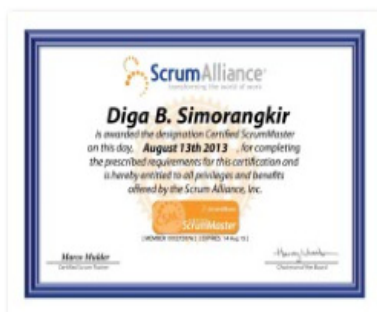 ScrumAlliance
transforming the world of work
Diga B. Simorangkir
is awarded the designation Certified ScrumMaster
on this day, August 13th 2013 , for completing
the prescribed requirements for this certification and
is hereby entitled to all privileges and benefits
offered by the Scrum Alliance, Inc.
ScrumMaster
Marco Mulder
Certified Scrum Trainer
Chairman of the Board